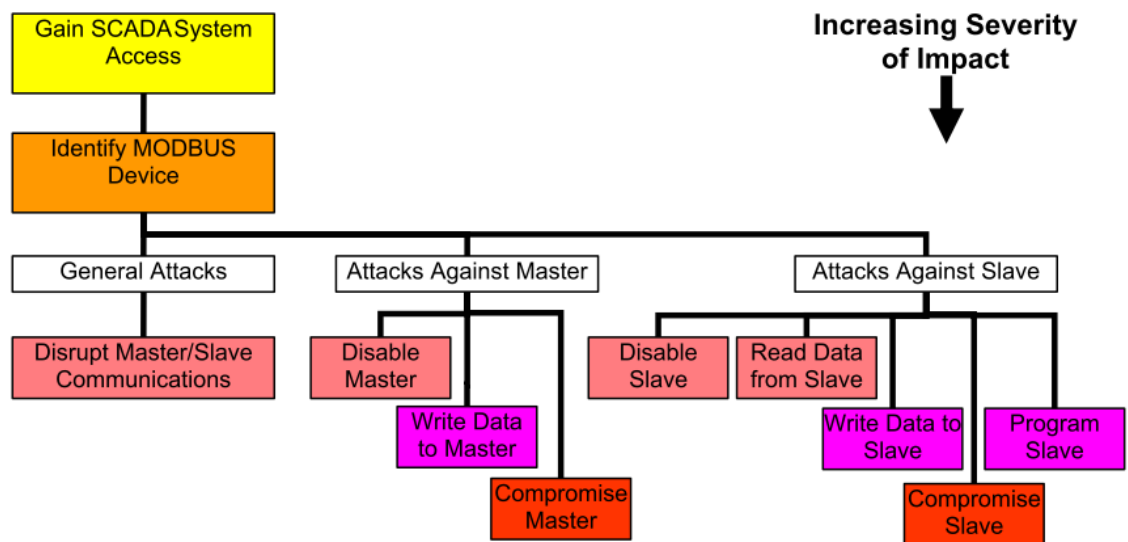 Gain SCADA System
Access
Increasing Severity
of Impact
Identify MODBUS
Device
General Attacks
Attacks Against Master
Attacks Against Slave
Disrupt Master/Slave
Communications
Disable
Master
Disable
Slave
Read Data
from Slave
Write Data
to Master
Write Data to
Slave
Program
Slave
Compromise
Master
Compromise
Slave